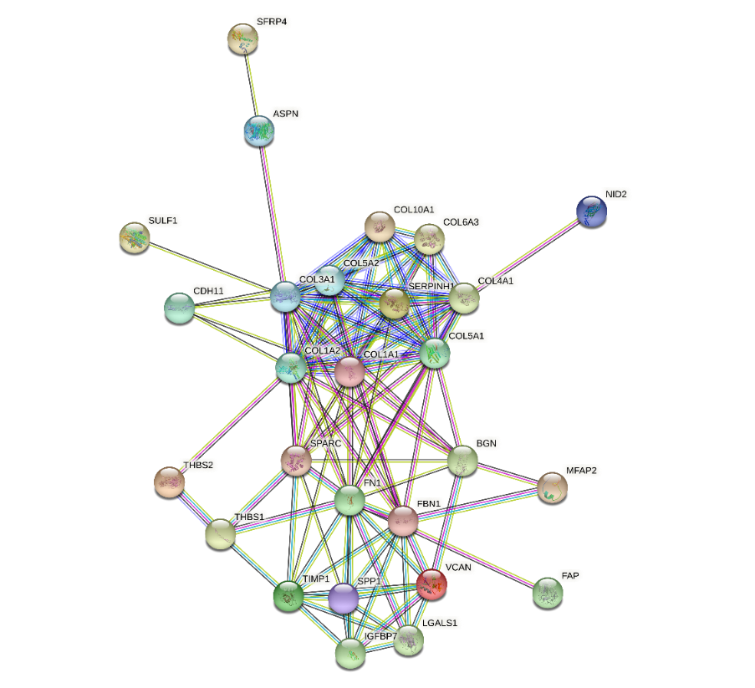 SFRP4
ASPN
NID2
COL10A1
SULF1
COL6A3
COL5A2
COL3A1
SERPINH1
COL4A1
CDH11
COL5A1
COL1A2
COL1A1
SPARC
BGN
THBS2
MFAP2
FN1
FBN1
THBS1
VCAN
FAP
TIMP1
SPP1
LGALS1
IGFBP7